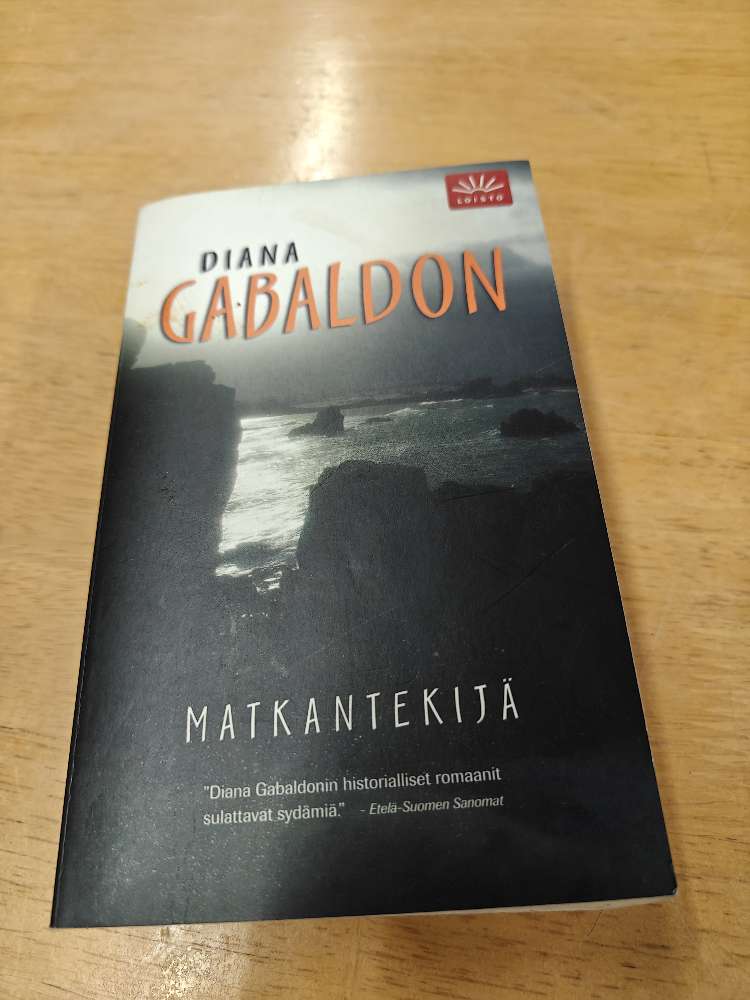 LOISTO
DIANA
GABALDON
MATKANTEKIJÄ
"Diana Gabaldonin historialliset romaanit
sulattavat sydämiä." - Etelä-Suomen Sanomat